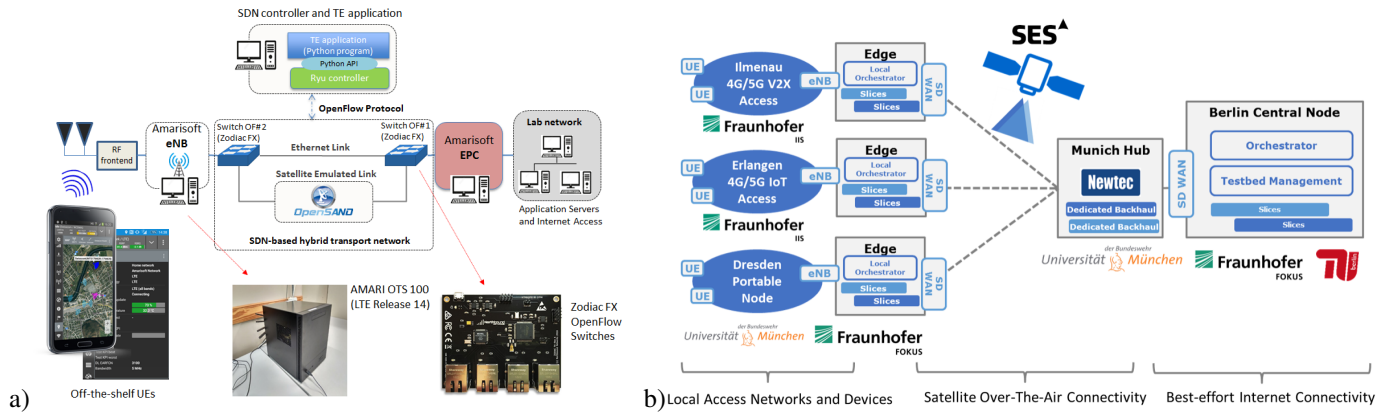 SDN controller and TE application
TE application
(Python program)
Python API
Ryu controller
OpenFlow Protocol
Switch OF#2
(Zodiac FX)
Switch OF#1
(Zodiac FX)
Amarisoft
eNB
RF
frontend
Ethernet Link
Satellite Emulated Link
OpenSAND
SDN-based hybrid transport network
Amarisoft
EPC
Lab network
Application Servers
and Internet Access
AMARI OTS 100
(LTE Release 14)
Zodiac FX
OpenFlow
Switches
Off-the-shelf UEs
a)
UE
UE
Ilmenau
4G/5G V2X
Access
eNB
Edge
Local
Orchestrator
Slices
Slices
SD
WAN
Fraunhofer
IIS
UE
UE
Erlangen
4G/5G IoT
Access
eNB
Edge
Local
Orchestrator
Slices
Slices
SD
WAN
Fraunhofer
IIS
UE
UE
Dresden
Portable
Node
eNB
Edge
Local
Orchestrator
Slices
Slices
SD
WAN
der Bundeswehr
Universität München
Fraunhofer
FOKUS
SES
Munich Hub
Newtec
Dedicated Backhaul
Dedicated Backhaul
der Bundeswehr
Universität München
SD WAN
Berlin Central Node
Orchestrator
Testbed Management
Slices
Slices
Fraunhofer
FOKUS
berlin
b)
Local Access Networks and Devices
Satellite Over-The-Air Connectivity
Best-effort Internet Connectivity